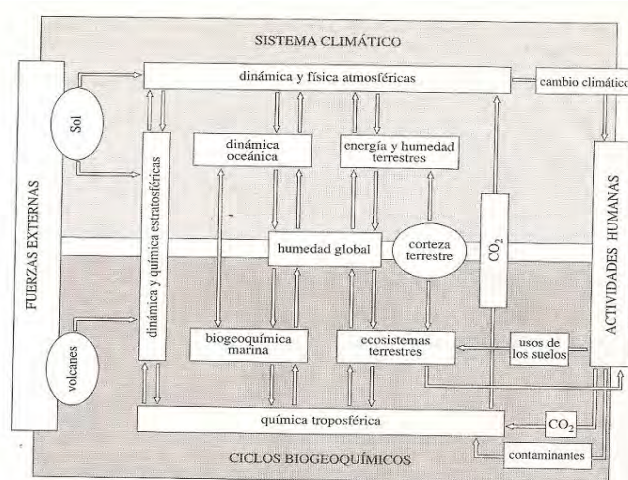 SISTEMA CLIMÁTICO
dinámica y física atmosféricas
cambio climático
Sol
dinámica
oceánica
energía y humedad
terrestres
FUERZAS EXTERNAS
dinámica y química estratosféricas
humedad global
corteza
terrestre
CO2
ACTIVIDADES HUMANAS
volcanes
biogeoquímica
marina
ecosistemas
terrestres
usos de
los suelos
química troposférica
CO2
contaminantes
CICLOS BIOGEOQUÍMICOS